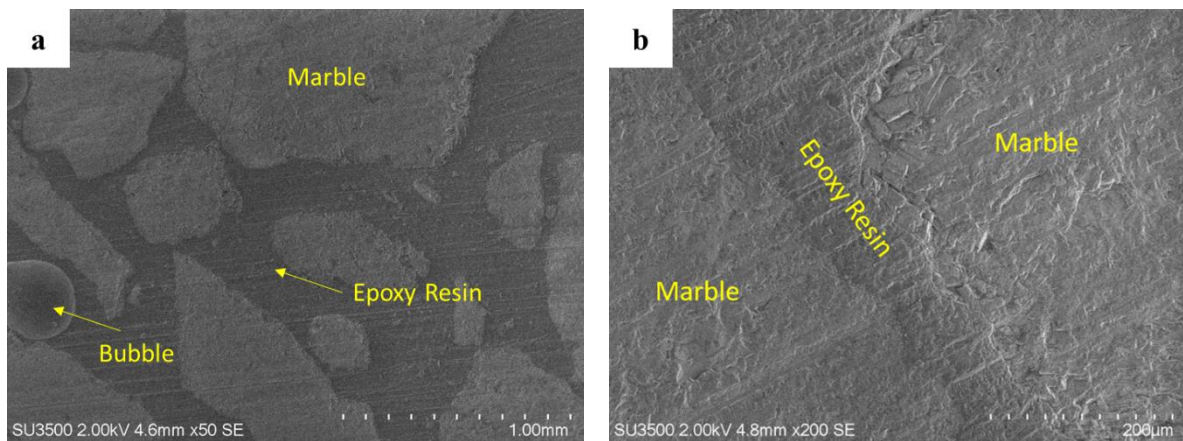 a
Marble
Epoxy Resin
Bubble
SU3500 2.00kV 4.6mm x50 SE
1.00mm
b
Marble
Epoxy Resin
Marble
SU3500 2.00kV 4.8mm x200 SE
200µm